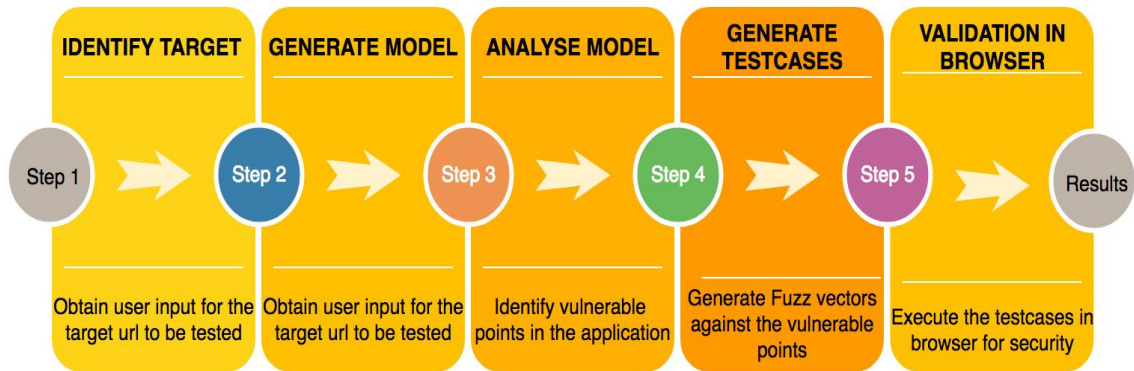 IDENTIFY TARGET
GENERATE MODEL
ANALYSE MODEL
GENERATE
TESTCASES
VALIDATION IN
BROWSER
Step 1
Step 2
Step 3
Step 4
Step 5
Results
Obtain user input for the
target url to be tested
Obtain user input for the
target url to be tested
Identify vulnerable
points in the application
Generate Fuzz vectors
against the vulnerable
points
Execute the testcases in
browser for security